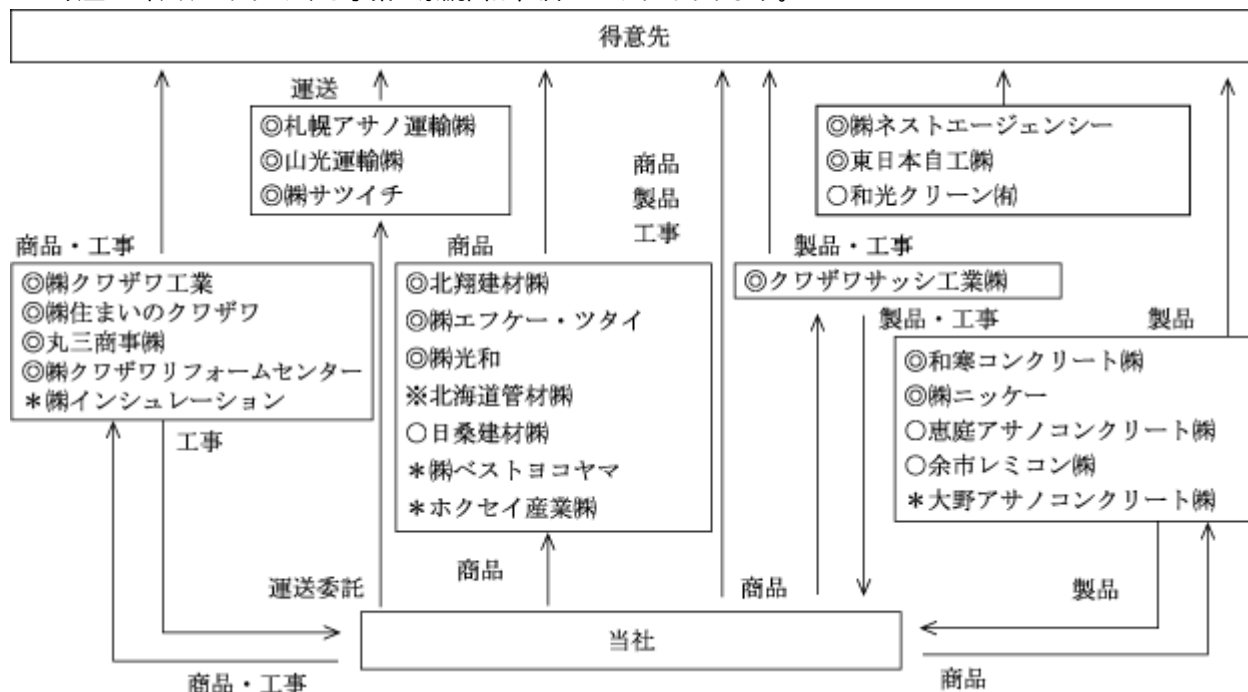 得意先
運送
◎札幌アサノ運輸㈱
◎山光運輸㈱
◎㈱サツイチ
商品
製品
工事
◎㈱ネストエージェンシー
◎東日本自工㈱
○和光クリーン㈲
商品・工事
◎㈱クワザワ工業
◎㈱住まいのクワザワ
◎丸三商事㈱
◎㈱クワザワリフォームセンター
＊㈱インシュレーション
商品
◎北翔建材㈱
◎㈱エフケー・ツタイ
◎㈱光和
※北海道管材㈱
○日桑建材㈱
＊㈱ベストヨコヤマ
＊ホクセイ産業㈱
製品・工事
◎クワザワサッシ工業㈱
製品・工事
製品
◎和寒コンクリート㈱
◎㈱ニッケー
○恵庭アサノコンクリート㈱
○余市レミコン㈱
＊大野アサノコンクリート㈱
工事
運送委託
商品
商品
製品
当社
商品・工事
商品